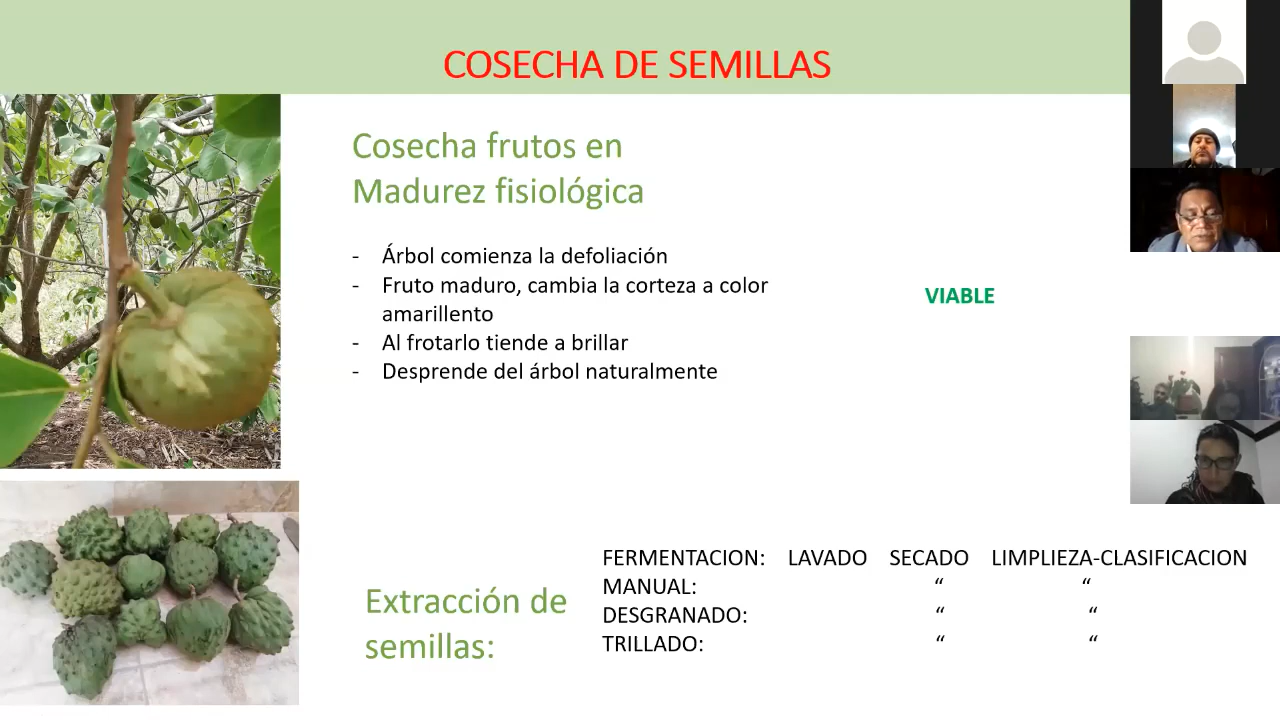 COSECHA DE SEMILLAS
Cosecha frutos en
Madurez fisiológica
- Árbol comienza la defoliación
- Fruto maduro, cambia la corteza a color
amarillento
- Al frotarlo tiende a brillar
- Desprende del árbol naturalmente
VIABLE
Extracción de
semillas:
FERMENTACION: LAVADO SECADO LIMPLIEZA-CLASIFICACION
MANUAL: “ “
DESGRANADO: “ “
TRILLADO: “ “